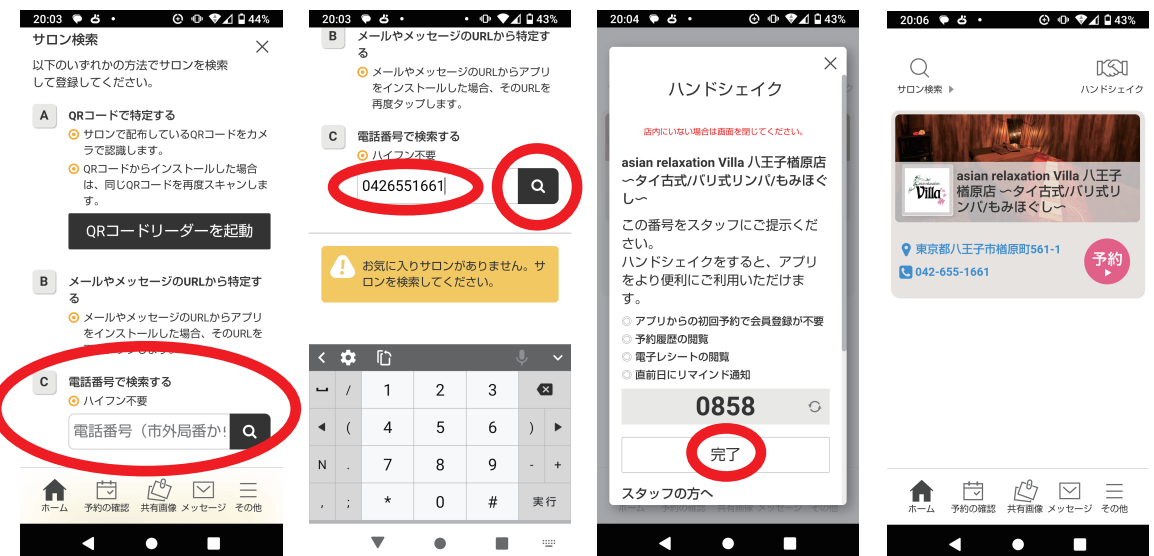 20:03
44%
サロン検索
以下のいずれかの方法でサロンを検索
して登録してください。
A
QRコードで特定する
サロンで配布しているQRコードをカメ
ラで認識します。
QRコードからインストールした場合
は、同じQRコードを再度スキャンしま
す。
QRコードリーダーを起動
B
メールやメッセージのURLから特定す
る
メールやメッセージのURLからアプリ
をインストールした場合、そのURLを
C
電話番号で検索する
ハイフン不要
電話番号（市外局番か
ホーム
予約の確認
共有画像
メッセージ
その他
20:03
43%
B
メールやメッセージのURLから特定す
る
メールやメッセージのURLからアプリ
をインストールした場合、そのURLを
再度タップします。
C
電話番号で検索する
ハイフン不要
0426551661
お気に入りサロンがありません。サ
ロンを検索してください。
/ 1 2 3
( 4 5 6 )
N . 7 8 9 - +
, ; * 0 # 実行
20:04
43%
ハンドシェイク
店内にいない場合は画面を閉じてください。
asian relaxation Villa 八王子楢原店
～タイ古式/バリ式リンパ/もみほぐ
し～
この番号をスタッフにご提示くだ
さい。
ハンドシェイクをすると、アプリ
をより便利にご利用いただけま
す。
◎ アプリからの初回予約で会員登録が不要
◎ 予約履歴の閲覧
◎ 電子レシートの閲覧
◎ 直前日にリマインド通知
0858
完了
スタッフの方へ
ホーム
予約の確認
共有画像
メッセージ
その他
20:06
43%
サロン検索
ハンドシェイク
Villa
asian relaxation Villa 八王子
楢原店 ～タイ古式/バリ式リ
ンパ/もみほぐし～
東京都八王子市楢原町561-1
042-655-1661
予約
ホーム
予約の確認
共有画像
メッセージ
その他